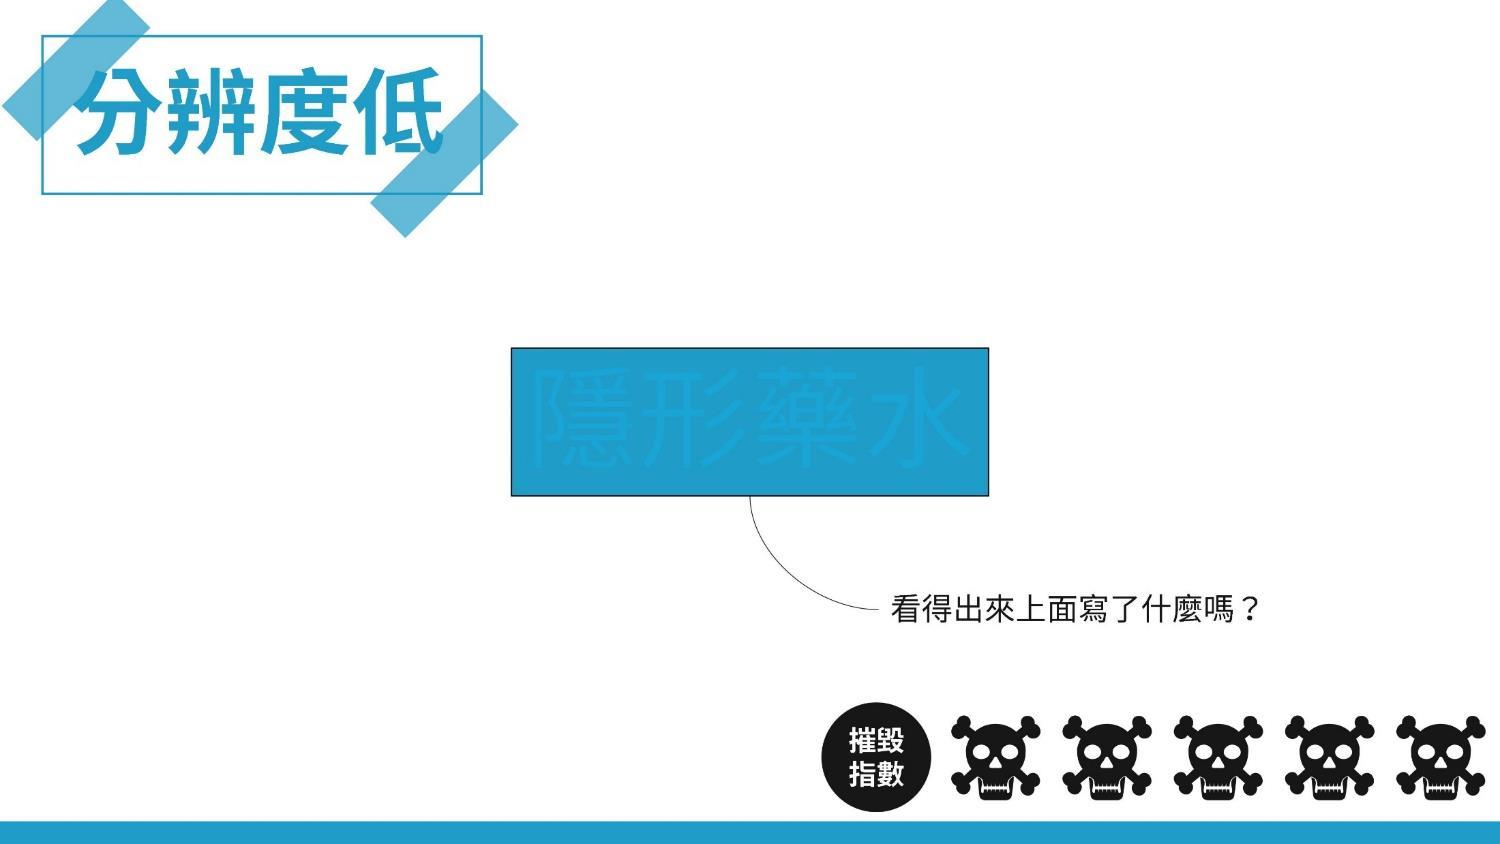 分辨度低
隱形藥水
看得出來上面寫了什麼嗎？
摧毀
指數